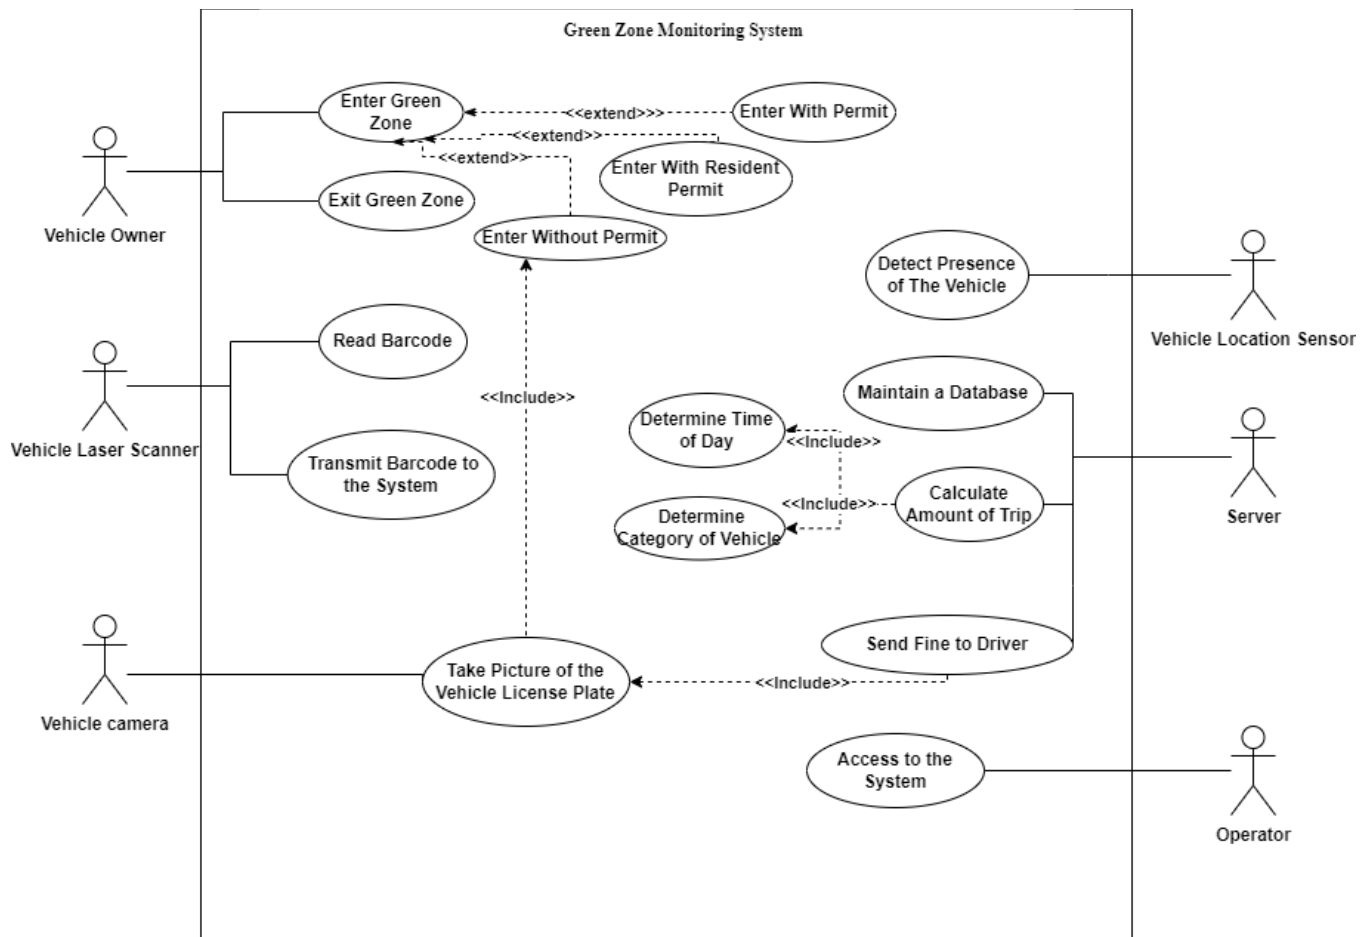 Green Zone Monitoring System
Enter Green
Zone
<<extend>>>
Enter With Permit
<<extend>>
<<extend>>
Enter With Resident
Permit
Exit Green Zone
Vehicle Owner
Enter Without Permit
Detect Presence
of The Vehicle
Vehicle Location Sensor
Read Barcode
<<Include>>
Vehicle Laser Scanner
Transmit Barcode to
the System
Maintain a Database
Determine Time
of Day
<<Include>>
<<Include>>
Calculate
Amount of Trip
Determine
Category of Vehicle
Server
Send Fine to Driver
Take Picture of the
Vehicle License Plate
<<Include>>
Vehicle camera
Access to the
System
Operator